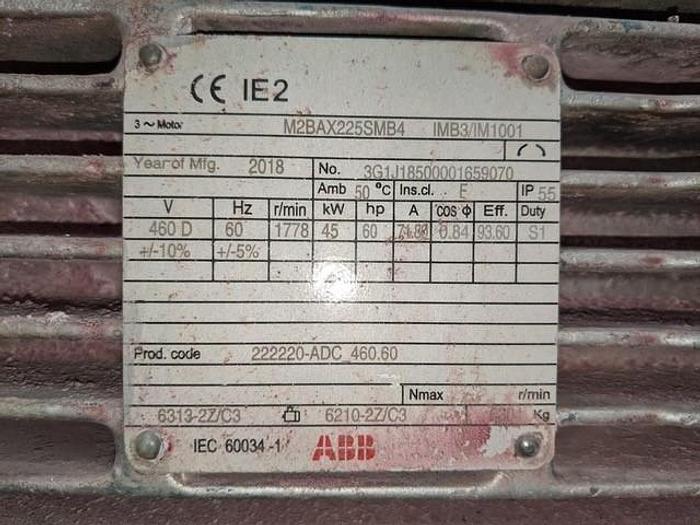 CE IE2
3 ~ Motor M2BAX225SMB4 IMB3/IM1001
Year of Mfg. 2018 No. 3G1J18500001659070
Amb 50 °C Ins.cl. F IP 55
V Hz r/min kW hp A cos φ Eff. Duty
460 D 60 1778 45 60 0.84 93.60 S1
+/-10% +/-5%
Prod. code 222220-ADC_460.60
Nmax r/min
6313-2Z/C3 6210-2Z/C3 Kg
IEC 60034-1 ABB